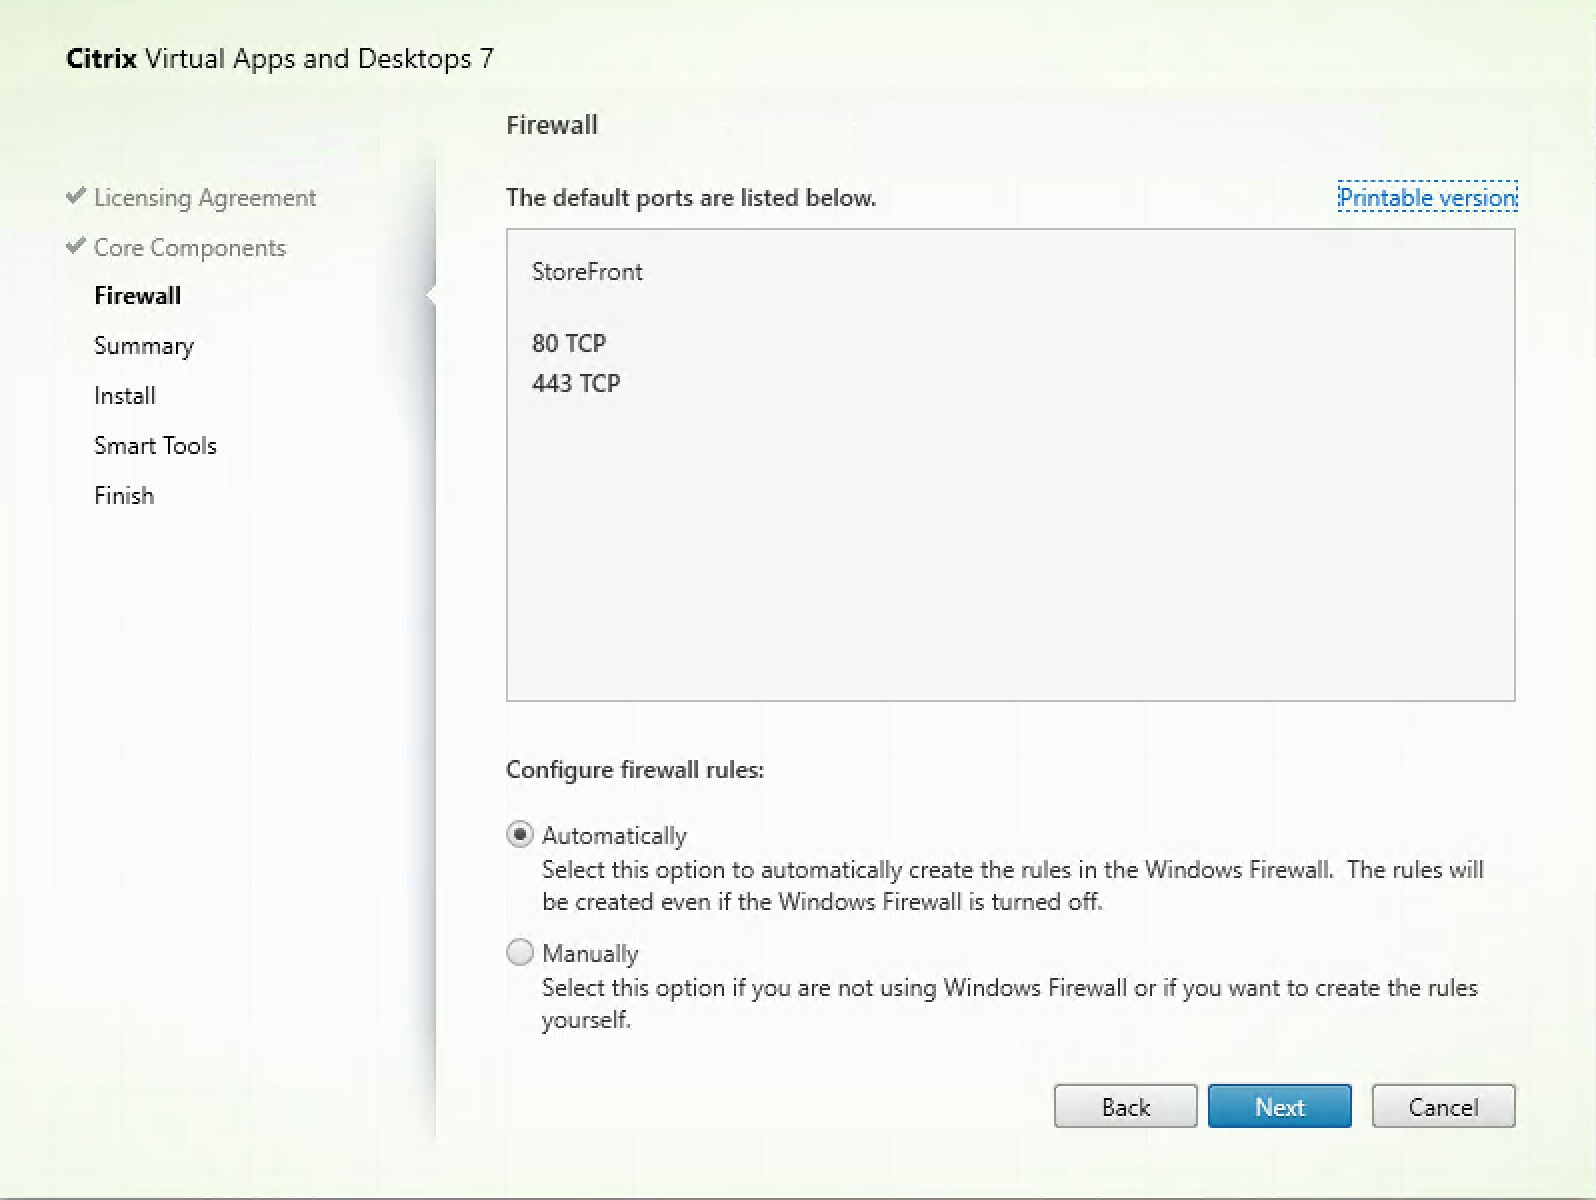 Citrix Virtual Apps and Desktops 7
Licensing Agreement
Core Components
Firewall
Summary
Install
Smart Tools
Finish
Firewall
The default ports are listed below.
Printable version
StoreFront
80 TCP
443 TCP
Configure firewall rules:
Automatically
Select this option to automatically create the rules in the Windows Firewall.  The rules will
be created even if the Windows Firewall is turned off.
Manually
Select this option if you are not using Windows Firewall or if you want to create the rules
yourself.
Back
Next
Cancel